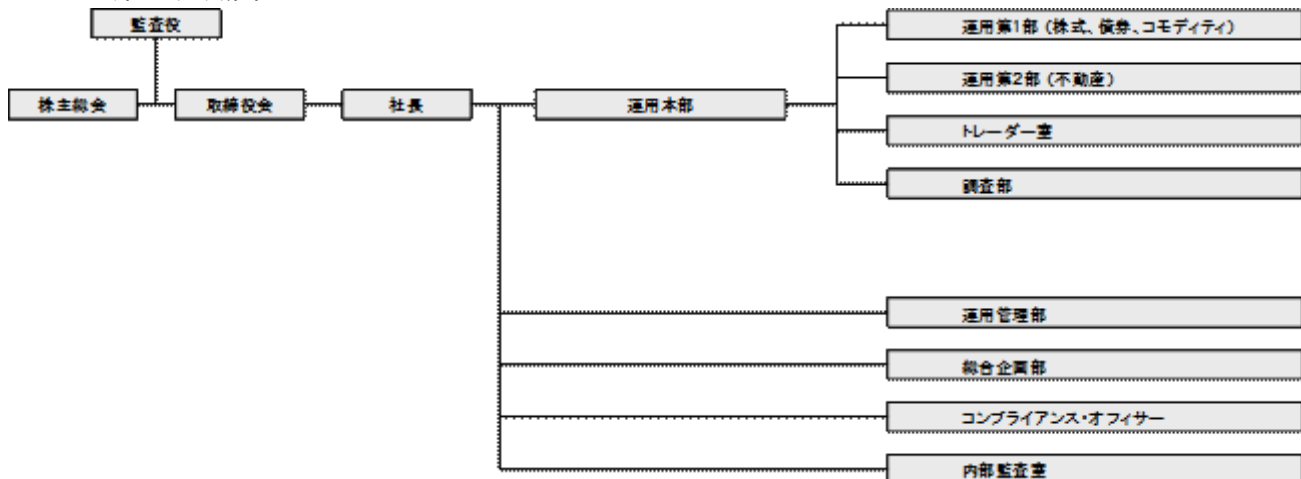 監査役
運用第1部（株式、債券、コモディティ）
運用第2部（不動産）
株主総会
取締役会
社長
運用本部
トレーダー室
調査部
運用管理部
総合企画部
コンプライアンス・オフィサー
内部監査室